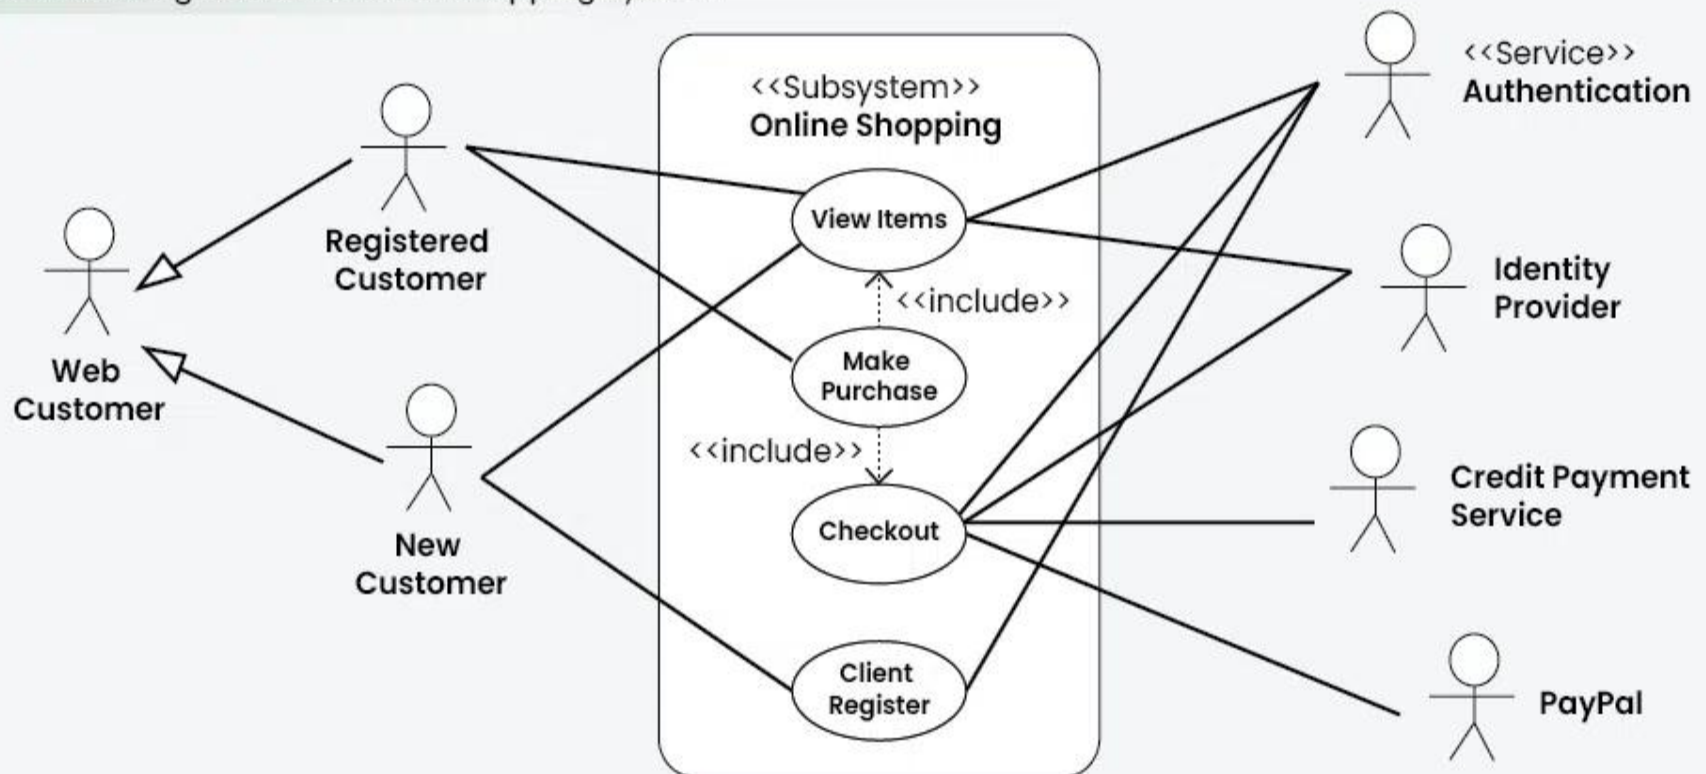 <<Subsystem>>
Online Shopping
<<Service>>
Authentication
View Items
Registered
Customer
Identity
Provider
<<include>>
Make
Purchase
Web
Customer
<<include>>
Credit Payment
Service
Checkout
New
Customer
Client
Register
PayPal